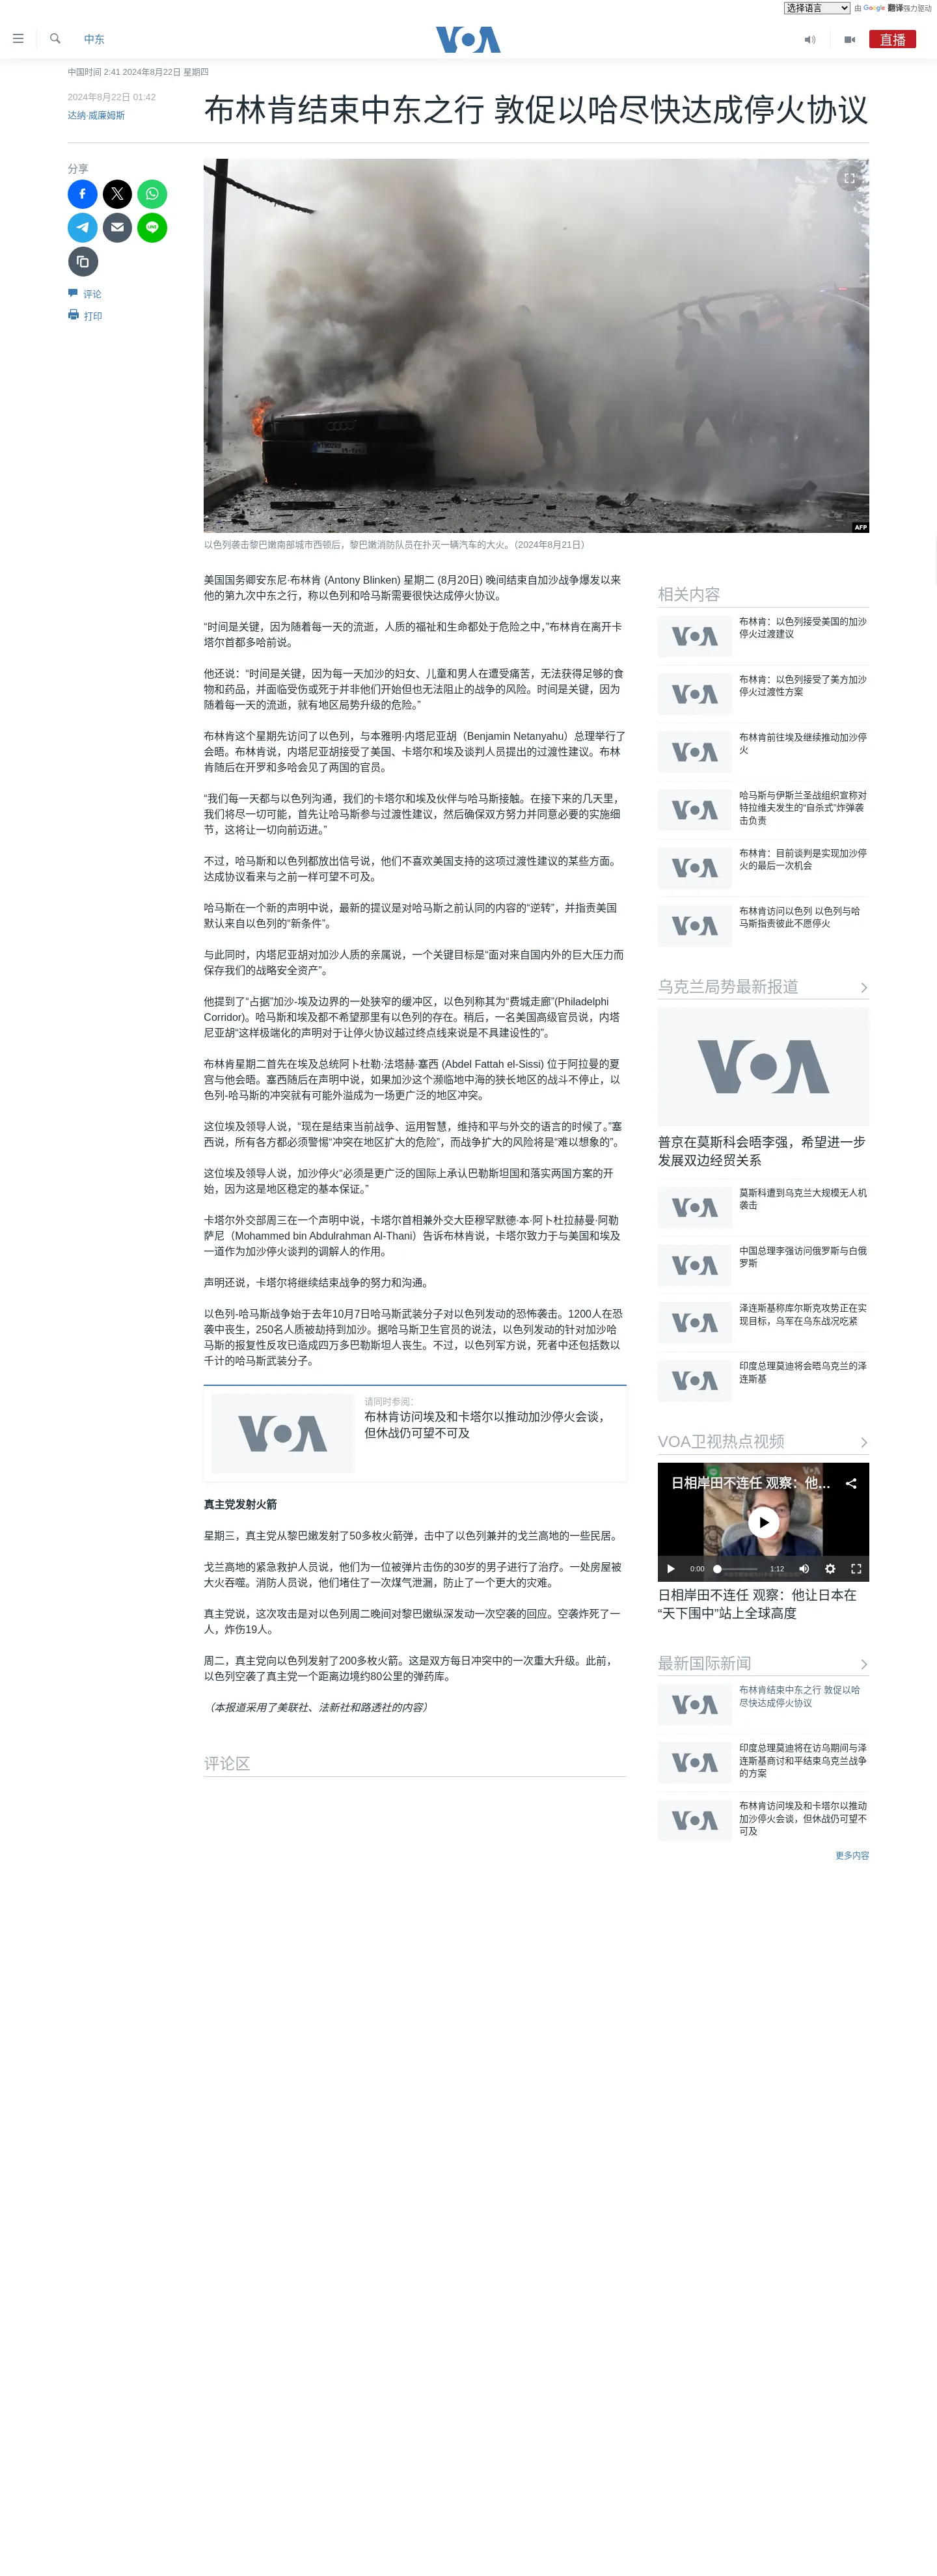 选择语言
由 Google 翻译强力驱动
中东
VOA
直播
中国时间 2:41 2024年8月22日 星期四
2024年8月22日 01:42
达纳·威廉姆斯
布林肯结束中东之行 敦促以哈尽快达成停火协议
分享
评论
打印
AFP
以色列袭击黎巴嫩南部城市西顿后，黎巴嫩消防队员在扑灭一辆汽车的大火。（2024年8月21日）
美国国务卿安东尼·布林肯 (Antony Blinken) 星期二 (8月20日) 晚间结束自加沙战争爆发以来
他的第九次中东之行，称以色列和哈马斯需要很快达成停火协议。
“时间是关键，因为随着每一天的流逝，人质的福祉和生命都处于危险之中，”布林肯在离开卡
塔尔首都多哈前说。
他还说：“时间是关键，因为每一天加沙的妇女、儿童和男人在遭受痛苦，无法获得足够的食
物和药品，并面临受伤或死于并非他们开始但也无法阻止的战争的风险。时间是关键，因为
随着每一天的流逝，就有地区局势升级的危险。”
布林肯这个星期先访问了以色列，与本雅明·内塔尼亚胡（Benjamin Netanyahu）总理举行了
会晤。布林肯说，内塔尼亚胡接受了美国、卡塔尔和埃及谈判人员提出的过渡性建议。布林
肯随后在开罗和多哈会见了两国的官员。
“我们每一天都与以色列沟通，我们的卡塔尔和埃及伙伴与哈马斯接触。在接下来的几天里，
我们将尽一切可能，首先让哈马斯参与过渡性建议，然后确保双方努力并同意必要的实施细
节，这将让一切向前迈进。”
不过，哈马斯和以色列都放出信号说，他们不喜欢美国支持的这项过渡性建议的某些方面。
达成协议看来与之前一样可望不可及。
哈马斯在一个新的声明中说，最新的提议是对哈马斯之前认同的内容的“逆转”，并指责美国
默认来自以色列的“新条件”。
与此同时，内塔尼亚胡对加沙人质的亲属说，一个关键目标是“面对来自国内外的巨大压力而
保存我们的战略安全资产”。
他提到了“占据”加沙-埃及边界的一处狭窄的缓冲区，以色列称其为“费城走廊”(Philadelphi
Corridor)。哈马斯和埃及都不希望那里有以色列的存在。稍后，一名美国高级官员说，内塔
尼亚胡“这样极端化的声明对于让停火协议越过终点线来说是不具建设性的”。
布林肯星期二首先在埃及总统阿卜杜勒·法塔赫·塞西 (Abdel Fattah el-Sissi) 位于阿拉曼的夏
宫与他会晤。塞西随后在声明中说，如果加沙这个濒临地中海的狭长地区的战斗不停止，以
色列-哈马斯的冲突就有可能外溢成为一场更广泛的地区冲突。
这位埃及领导人说，“现在是结束当前战争、运用智慧，维持和平与外交的语言的时候了。”塞
西说，所有各方都必须警惕“冲突在地区扩大的危险”，而战争扩大的风险将是“难以想象的”。
这位埃及领导人说，加沙停火“必须是更广泛的国际上承认巴勒斯坦国和落实两国方案的开
始，因为这是地区稳定的基本保证。”
卡塔尔外交部周三在一个声明中说，卡塔尔首相兼外交大臣穆罕默德·本·阿卜杜拉赫曼·阿勒
萨尼（Mohammed bin Abdulrahman Al-Thani）告诉布林肯说，卡塔尔致力于与美国和埃及
一道作为加沙停火谈判的调解人的作用。
声明还说，卡塔尔将继续结束战争的努力和沟通。
以色列-哈马斯战争始于去年10月7日哈马斯武装分子对以色列发动的恐怖袭击。1200人在恐
袭中丧生，250名人质被劫持到加沙。据哈马斯卫生官员的说法，以色列发动的针对加沙哈
马斯的报复性反攻已造成四万多巴勒斯坦人丧生。不过，以色列军方说，死者中还包括数以
千计的哈马斯武装分子。
VOA
请同时参阅：
布林肯访问埃及和卡塔尔以推动加沙停火会谈，
但休战仍可望不可及
真主党发射火箭
星期三，真主党从黎巴嫩发射了50多枚火箭弹，击中了以色列兼并的戈兰高地的一些民居。
戈兰高地的紧急救护人员说，他们为一位被弹片击伤的30岁的男子进行了治疗。一处房屋被
大火吞噬。消防人员说，他们堵住了一次煤气泄漏，防止了一个更大的灾难。
真主党说，这次攻击是对以色列周二晚间对黎巴嫩纵深发动一次空袭的回应。空袭炸死了一
人，炸伤19人。
周二，真主党向以色列发射了200多枚火箭。这是双方每日冲突中的一次重大升级。此前，
以色列空袭了真主党一个距离边境约80公里的弹药库。
（本报道采用了美联社、法新社和路透社的内容）
评论区
相关内容
VOA
布林肯：以色列接受美国的加沙
停火过渡建议
VOA
布林肯：以色列接受了美方加沙
停火过渡性方案
VOA
布林肯前往埃及继续推动加沙停
火
VOA
哈马斯与伊斯兰圣战组织宣称对
特拉维夫发生的“自杀式”炸弹袭
击负责
VOA
布林肯：目前谈判是实现加沙停
火的最后一次机会
VOA
布林肯访问以色列 以色列与哈
马斯指责彼此不愿停火
乌克兰局势最新报道
VOA
普京在莫斯科会晤李强，希望进一步
发展双边经贸关系
VOA
莫斯科遭到乌克兰大规模无人机
袭击
VOA
中国总理李强访问俄罗斯与白俄
罗斯
VOA
泽连斯基称库尔斯克攻势正在实
现目标，乌军在乌东战况吃紧
VOA
印度总理莫迪将会晤乌克兰的泽
连斯基
VOA卫视热点视频
日相岸田不连任 观察：他...
0:00
1:12
日相岸田不连任 观察：他让日本在
“天下围中”站上全球高度
最新国际新闻
VOA
布林肯结束中东之行 敦促以哈
尽快达成停火协议
VOA
印度总理莫迪将在访乌期间与泽
连斯基商讨和平结束乌克兰战争
的方案
VOA
布林肯访问埃及和卡塔尔以推动
加沙停火会谈，但休战仍可望不
可及
更多内容